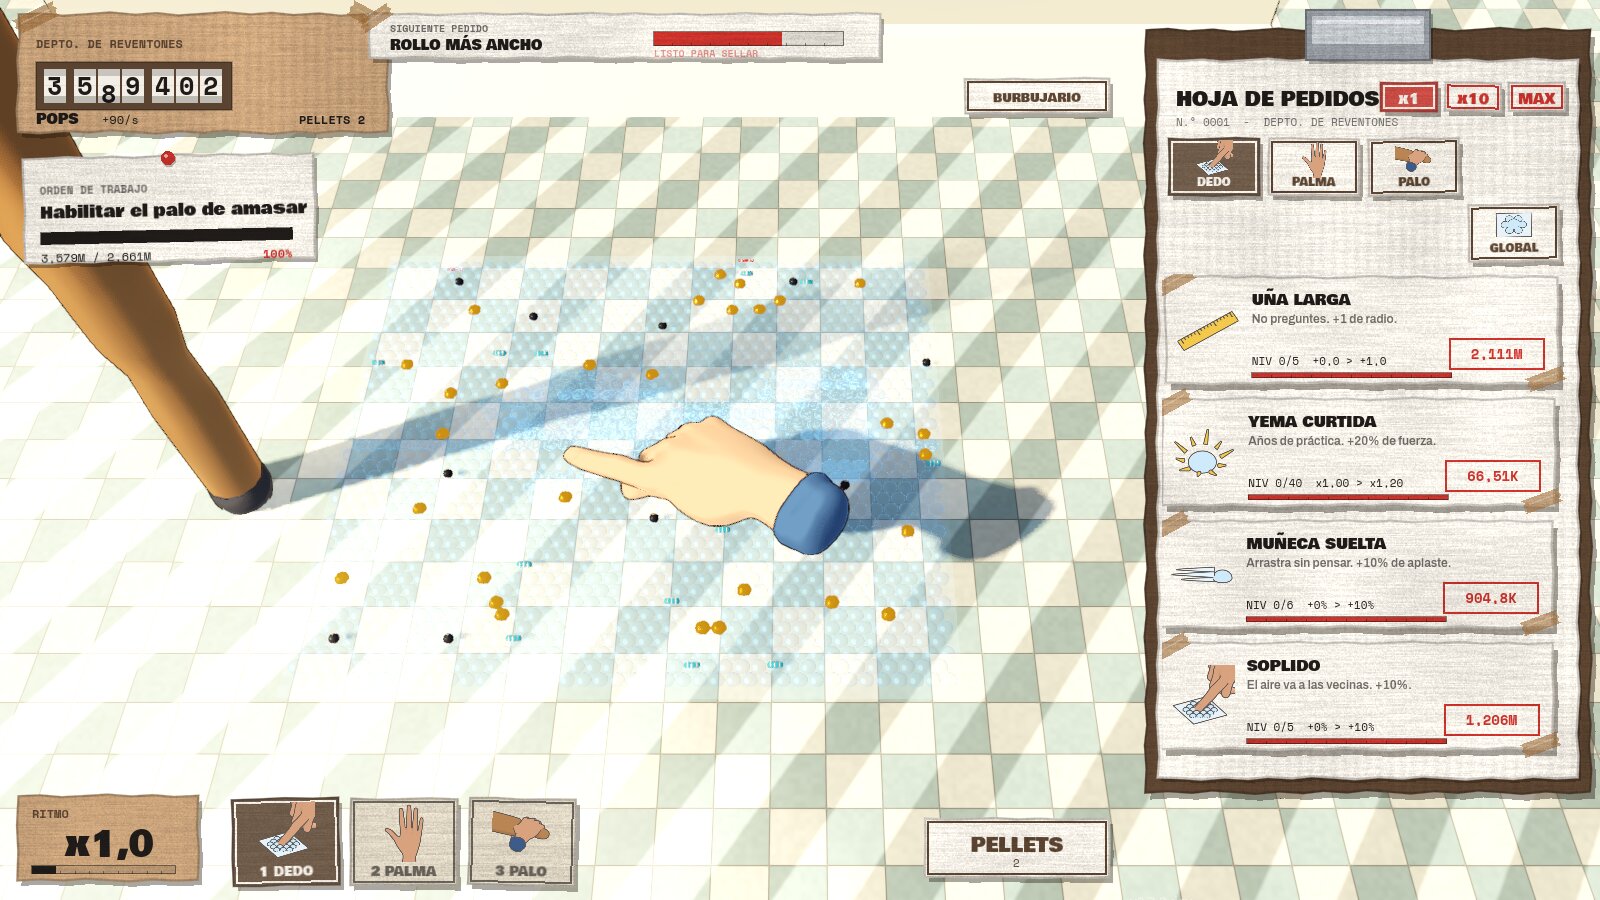 DEPTO. DE REVENTONES
3 589 402
POPS +90/s PELLETS 2
SIGUIENTE PEDIDO
ROLLO MÁS ANCHO
LISTO PARA SELLAR
BURBUJARIO
ORDEN DE TRABAJO
Habilitar el palo de amasar
3,579M / 2,661M 100%
HOJA DE PEDIDOS x1 x10 MAX
N.° 0001 - DEPTO. DE REVENTONES
DEDO PALMA PALO
GLOBAL
UÑA LARGA
No preguntes. +1 de radio.
NIV 0/5 +0,0 > +1,0 2,111M
YEMA CURTIDA
Años de práctica. +20% de fuerza.
NIV 0/40 x1,00 > x1,20 66,51K
MUÑECA SUELTA
Arrastra sin pensar. +10% de aplaste.
NIV 0/6 +0% > +10% 904,8K
SOPLIDO
El aire va a las vecinas. +10%.
NIV 0/5 +0% > +10% 1,206M
RITMO
x1,0
1 DEDO 2 PALMA 3 PALO
PELLETS
2